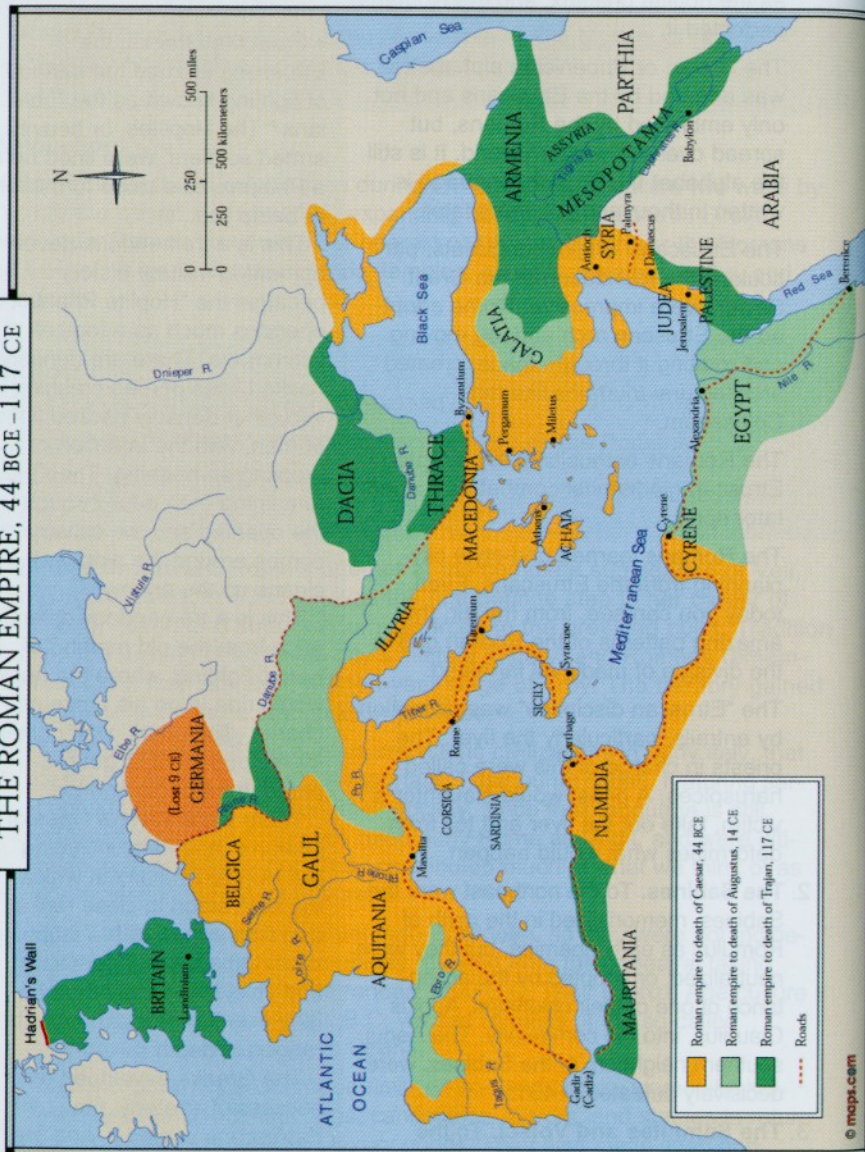 THE ROMAN EMPIRE, 44 BCE – 117 CE
Hadrian's Wall
BRITAIN
Londinium
ATLANTIC
OCEAN
BELGICA
GAUL
AQUITANIA
Seine R.
Loire R.
Rhone R.
Rhine R.
Ebro R.
Tagus R.
Gadir
(Cadiz)
Massilia
(Lost 9 CE)
GERMANIA
Elbe R.
Vistula R.
Danube R.
Dnieper R.
N
0
250
500 miles
0
250
500 kilometers
Po R.
Tiber R.
Rome
Tarentum
CORSICA
SARDINIA
SICILY
Syracuse
Carthage
NUMIDIA
MAURITANIA
ILLYRIA
DACIA
Danube R.
THRACE
MACEDONIA
Byzantium
Athens
ACHAIA
Pergamum
Miletus
Black Sea
Caspian Sea
GALATIA
ARMENIA
ASSYRIA
PARTHIA
Tigris R.
MESOPOTAMIA
Euphrates R.
Babylon
Antioch
SYRIA
Palmyra
Damascus
JUDEA
Jerusalem
PALESTINE
ARABIA
Red Sea
Berenice
Mediterranean Sea
Cyrene
CYRENE
Alexandria
EGYPT
Nile R.
Roman empire to death of Caesar, 44 BCE
Roman empire to death of Augustus, 14 CE
Roman empire to death of Trajan, 117 CE
Roads
© maps.com